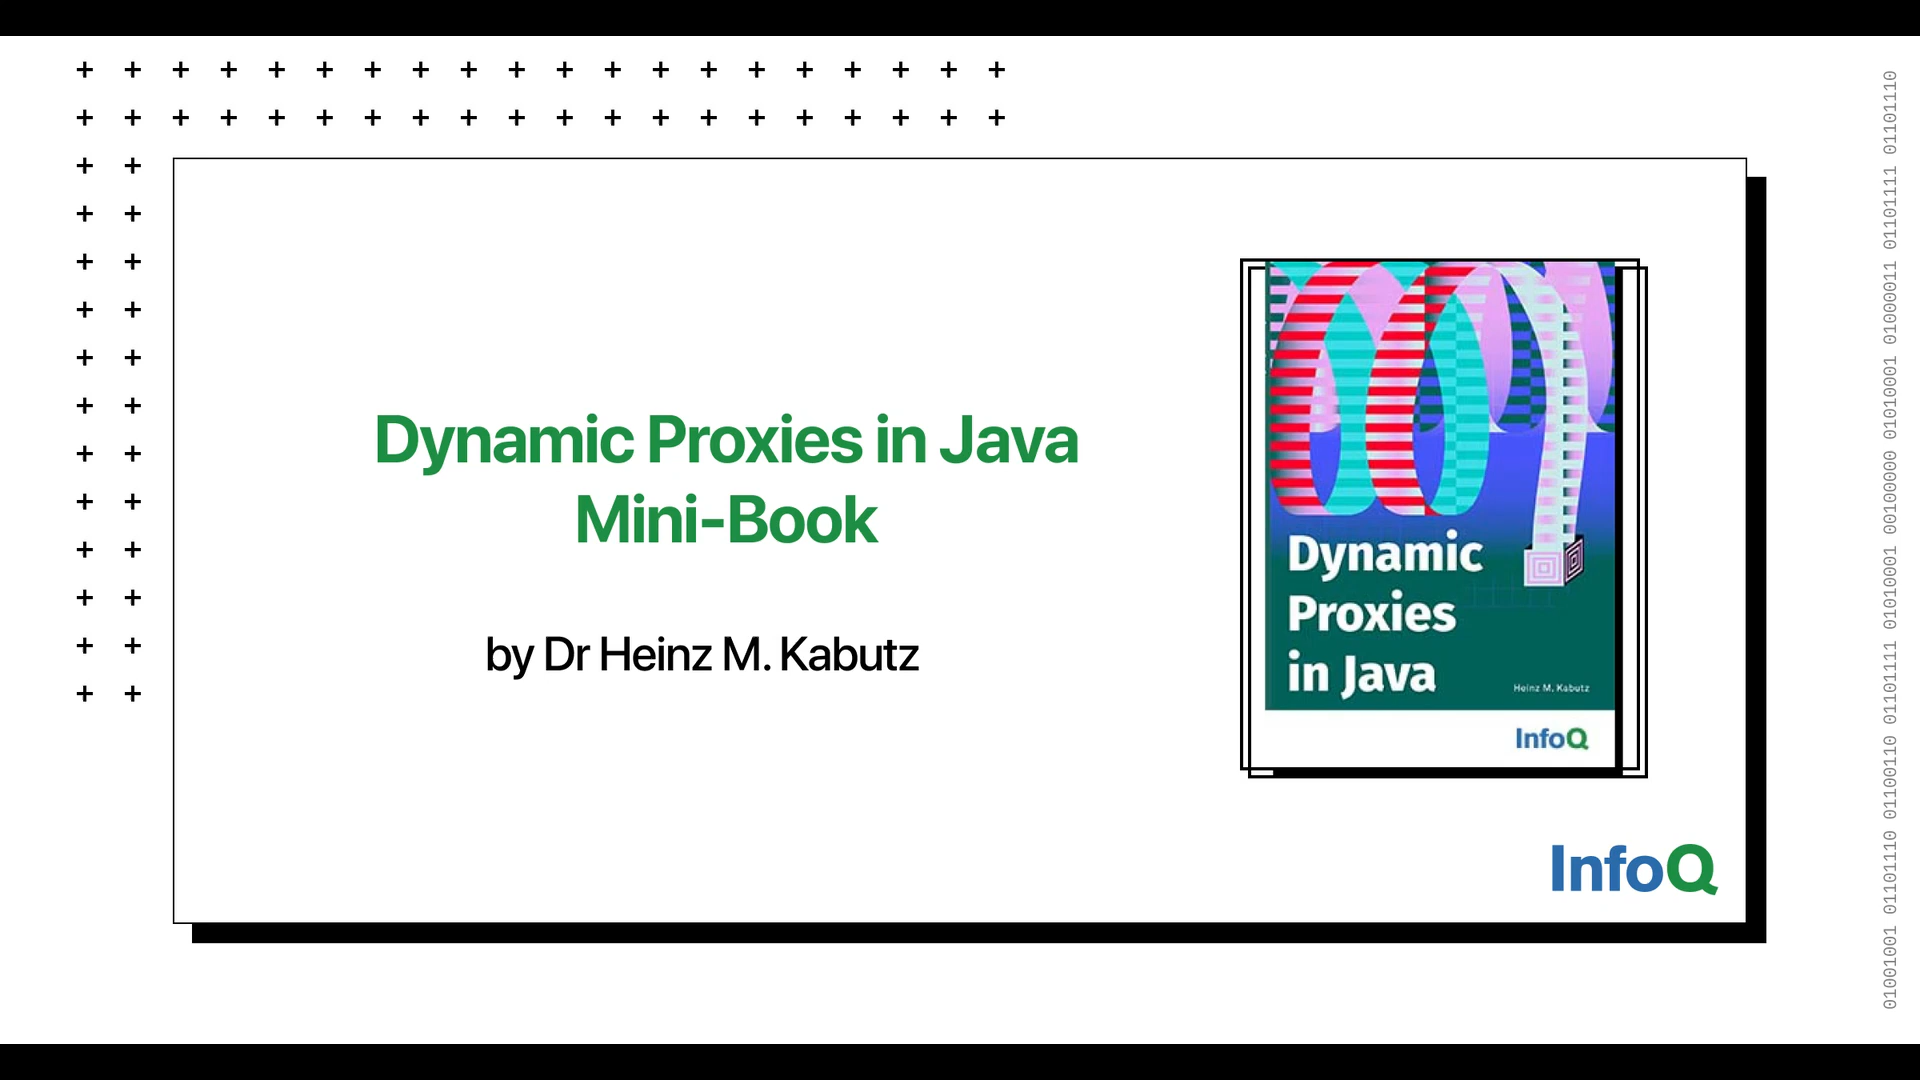 Dynamic Proxies in Java
Mini-Book
by Dr Heinz M. Kabutz
Dynamic
Proxies
in Java
Heinz M. Kabutz
InfoQ
InfoQ
01001001 01101110 01100110 01101111 01010001 00100000 01010001 01000011 01101111 01101110